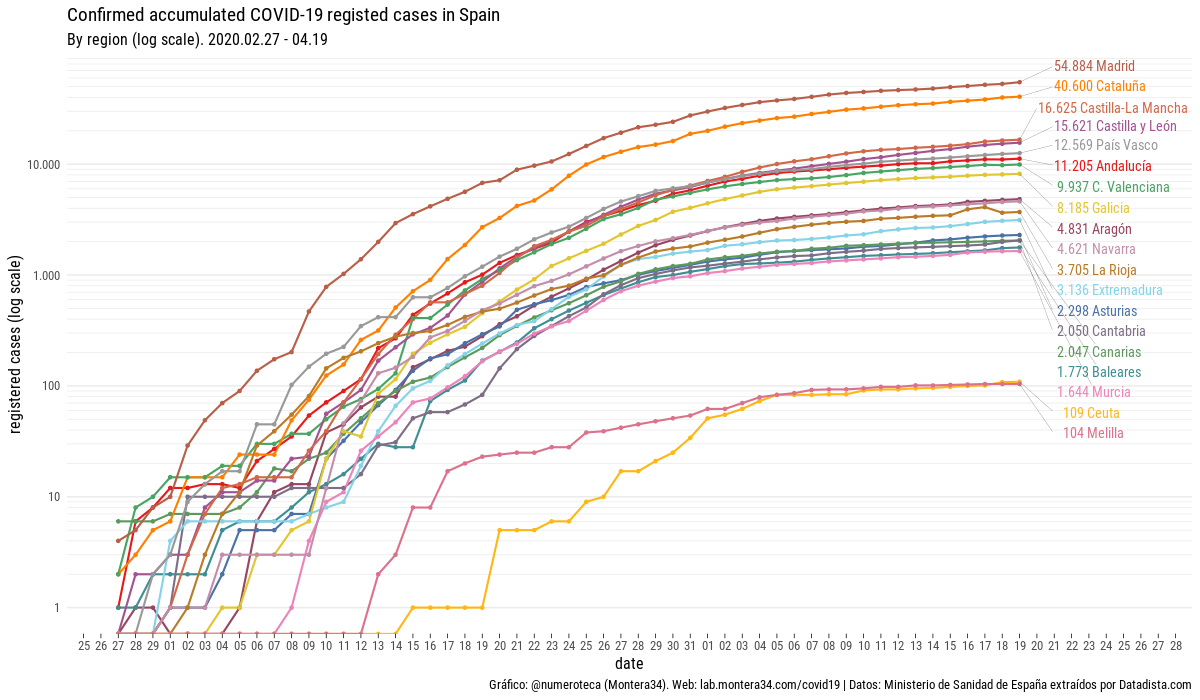 Confirmed accumulated COVID-19 registed cases in Spain
By region (log scale). 2020.02.27 - 04.19
54.884 Madrid
40.600 Cataluña
16.625 Castilla-La Mancha
15.621 Castilla y León
12.569 País Vasco
11.205 Andalucía
9.937 C. Valenciana
8.185 Galicia
4.831 Aragón
4.621 Navarra
3.705 La Rioja
3.136 Extremadura
2.298 Asturias
2.050 Cantabria
2.047 Canarias
1.773 Baleares
1.644 Murcia
109 Ceuta
104 Melilla
registered cases (log scale)
10.000
1.000
100
10
1
25 26 27 28 29 01 02 03 04 05 06 07 08 09 10 11 12 13 14 15 16 17 18 19 20 21 22 23 24 25 26 27 28 29 30 31 01 02 03 04 05 06 07 08 09 10 11 12 13 14 15 16 17 18 19 20 21 22 23 24 25 26 27 28
date
Gráfico: @numeroteca (Montera34). Web: lab.montera34.com/covid19 | Datos: Ministerio de Sanidad de España extraídos por Datadista.com